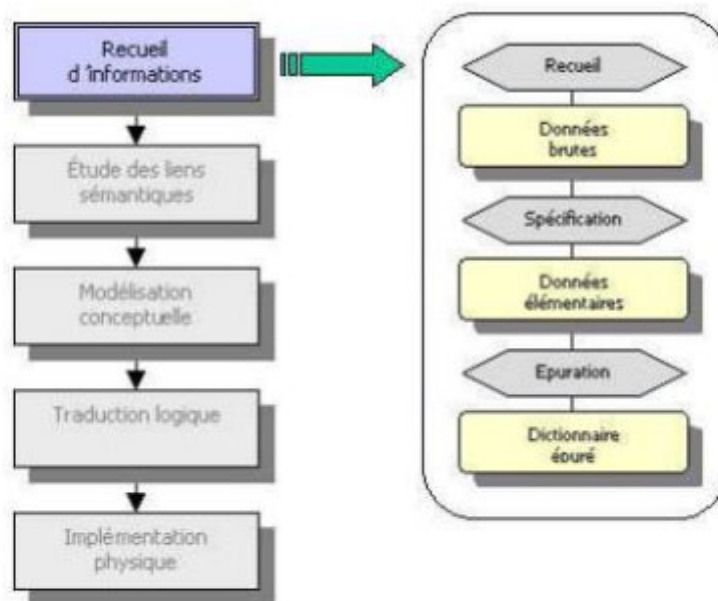 Recueil
d 'informations
Étude des liens
sémantiques
Modélisation
conceptuelle
Traduction logique
Implémentation
physique
Recueil
Données
brutes
Spécification
Données
élémentaires
Epuration
Dictionnaire
épuré